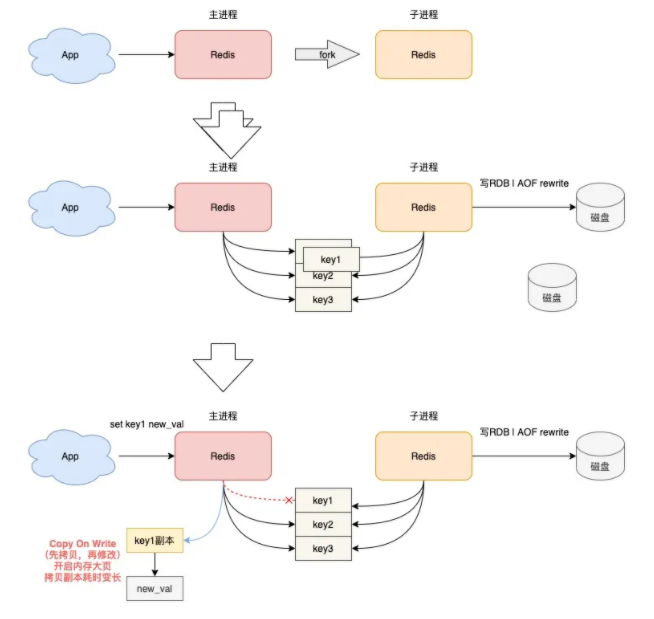 主进程
子进程
App
Redis
fork
Redis
主进程
子进程
App
Redis
Redis
写RDB | AOF rewrite
磁盘
key1
key2
key3
磁盘
主进程
子进程
set key1 new_val
App
Redis
Redis
写RDB | AOF rewrite
磁盘
key1
key2
key3
key1副本
Copy On Write
（先拷贝，再修改）
开启内存大页
拷贝副本耗时变长
new_val